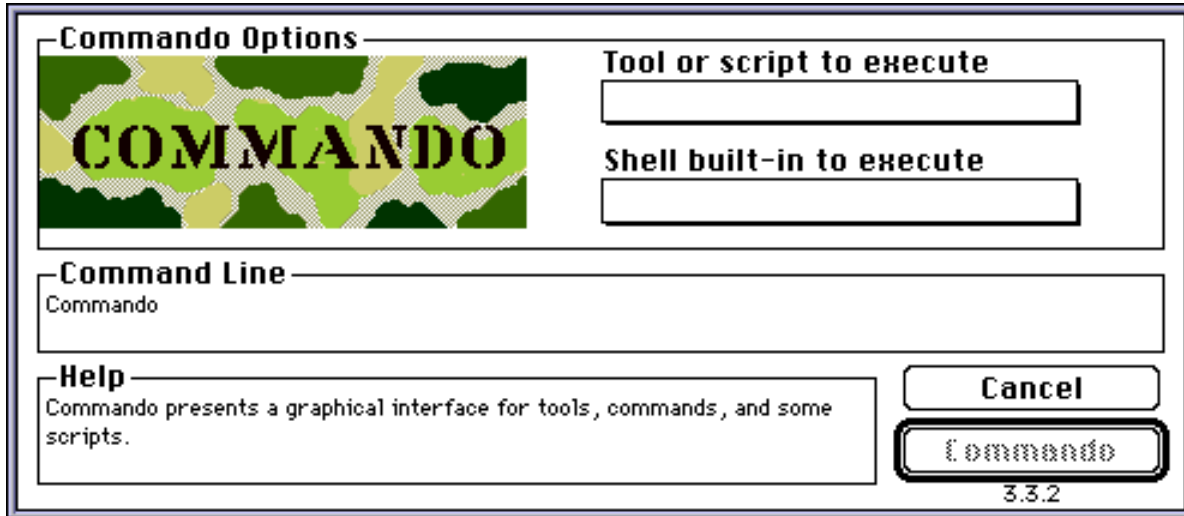 Commando Options
COMMANDO
Tool or script to execute
Shell built-in to execute
Command Line
Commando
Help
Commando presents a graphical interface for tools, commands, and some
scripts.
Cancel
Commando
3.3.2